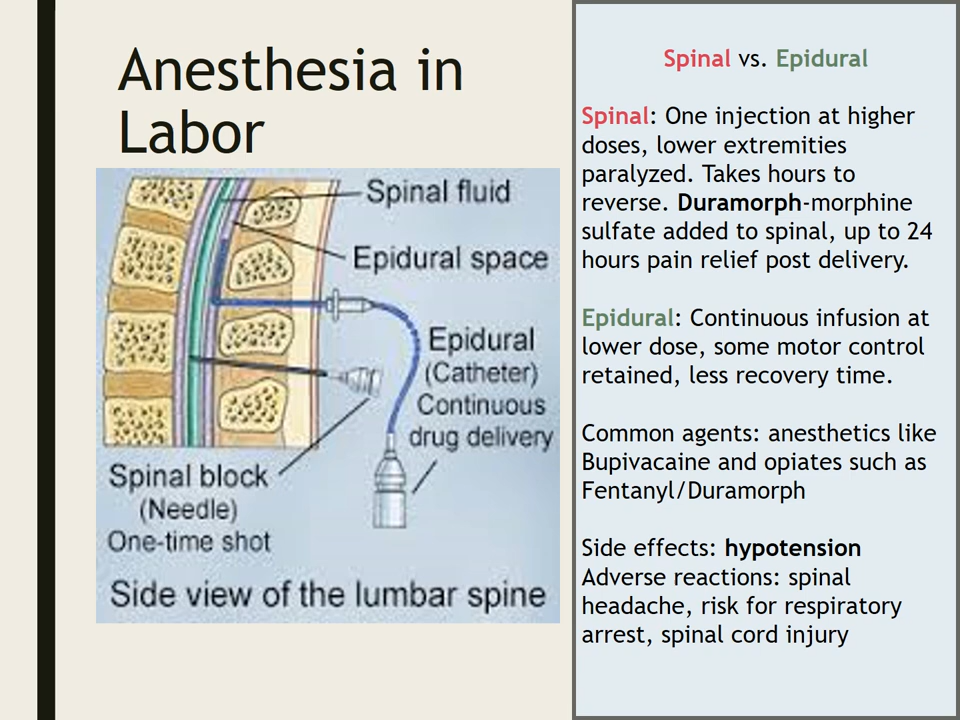 Anesthesia in
Labor
Spinal fluid
Epidural space
Epidural
(Catheter)
Continuous
drug delivery
Spinal block
(Needle)
One-time shot
Side view of the lumbar spine
Spinal vs. Epidural
Spinal: One injection at higher
doses, lower extremities
paralyzed. Takes hours to
reverse. Duramorph-morphine
sulfate added to spinal, up to 24
hours pain relief post delivery.
Epidural: Continuous infusion at
lower dose, some motor control
retained, less recovery time.
Common agents: anesthetics like
Bupivacaine and opiates such as
Fentanyl/Duramorph
Side effects: hypotension
Adverse reactions: spinal
headache, risk for respiratory
arrest, spinal cord injury